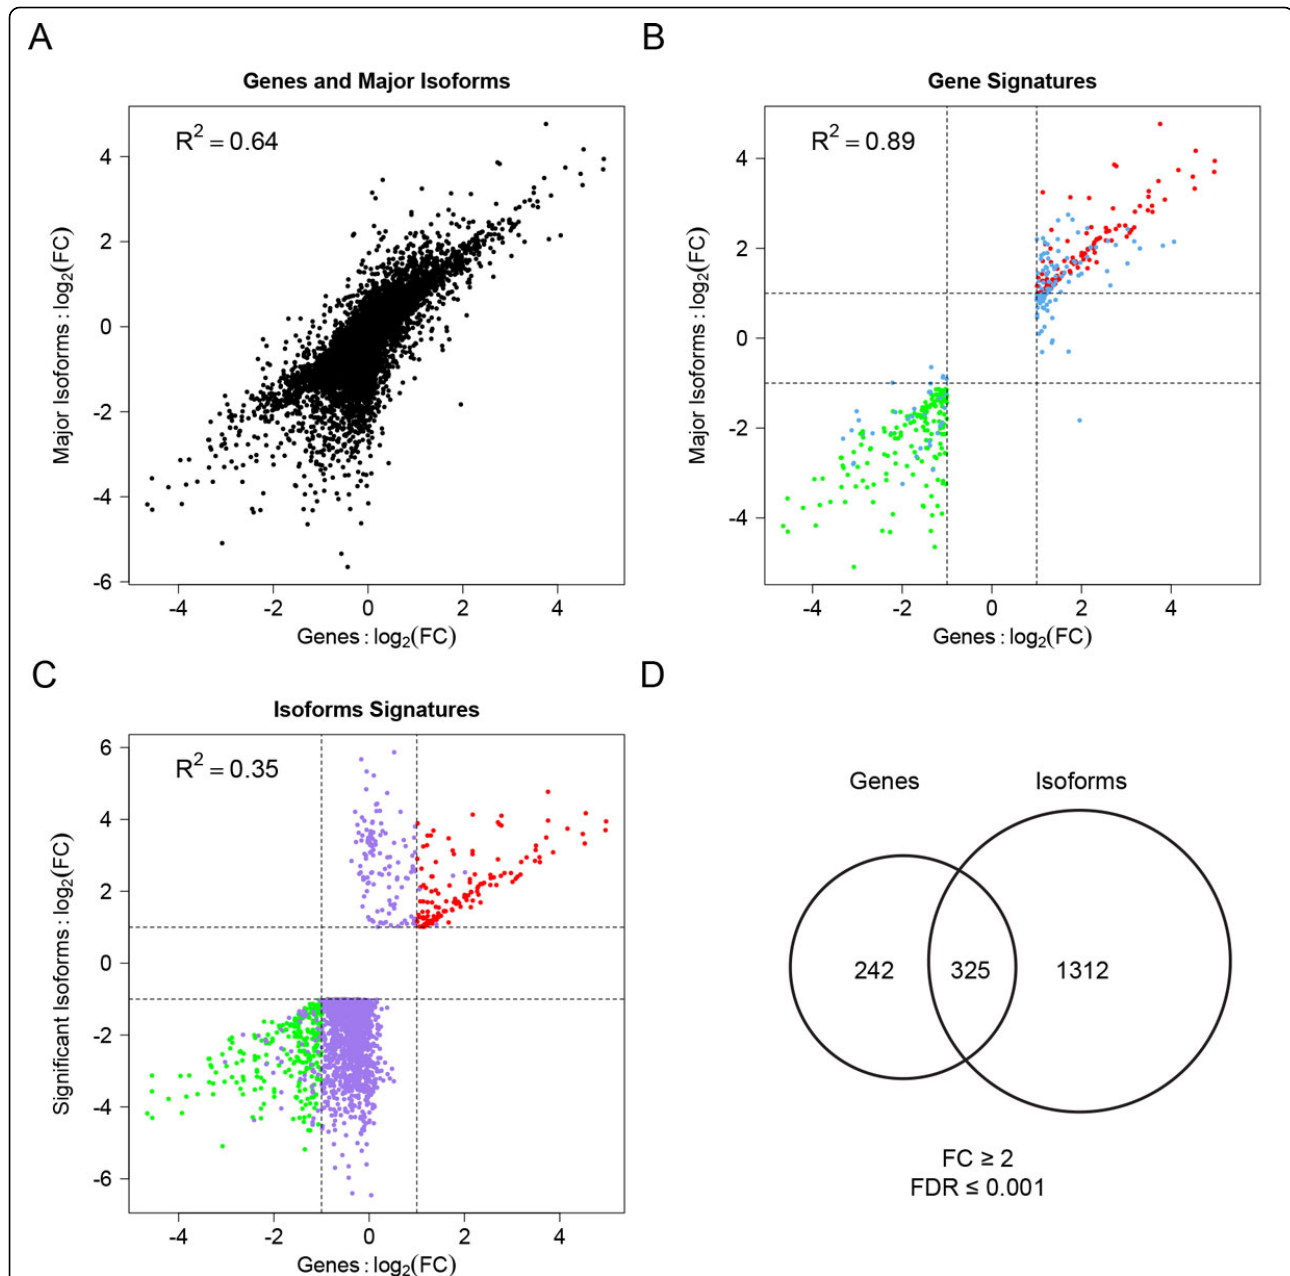 A
Genes and Major Isoforms
R² = 0.64
4
2
0
-2
-4
-6
-4
-2
0
2
4
Major Isoforms : log₂(FC)
Genes : log₂(FC)
B
Gene Signatures
R² = 0.89
4
2
0
-2
-4
-4
-2
0
2
4
Major Isoforms : log₂(FC)
Genes : log₂(FC)
C
Isoforms Signatures
R² = 0.35
6
4
2
0
-2
-4
-6
-4
-2
0
2
4
Significant Isoforms : log₂(FC)
Genes : log₂(FC)
D
Genes
Isoforms
242
325
1312
FC ≥ 2
FDR ≤ 0.001